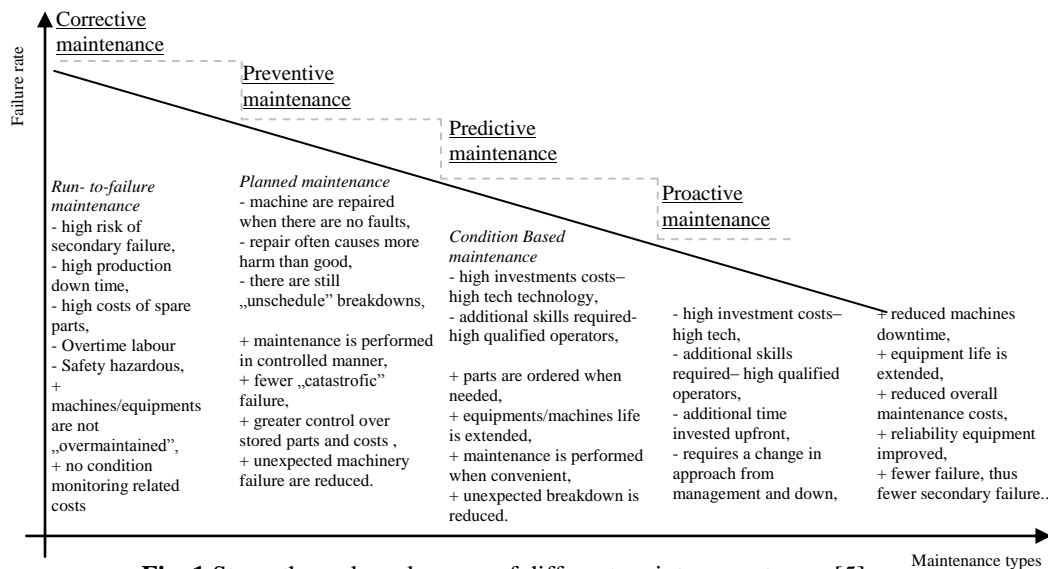 Failure rate
Corrective
maintenance
Preventive
maintenance
Predictive
maintenance
Proactive
maintenance
Run- to-failure
maintenance
- high risk of
secondary failure,
- high production
down time,
- high costs of spare
parts,
- Overtime labour
- Safety hazardous,
+
machines/equipments
are not
„overmaintained”,
+ no condition
monitoring related
costs
Planned maintenance
- machine are repaired
when there are no faults,
- repair often causes more
harm than good,
- there are still
„unschedule” breakdowns,
+ maintenance is performed
in controlled manner,
+ fewer „catastrofic”
failure,
+ greater control over
stored parts and costs ,
+ unexpected machinery
failure are reduced.
Condition Based
maintenance
- high investments costs–
high tech technology,
- additional skills required-
high qualified operators,
+ parts are ordered when
needed,
+ equipments/machines life
is extended,
+ maintenance is performed
when convenient,
+ unexpected breakdown is
reduced.
- high investment costs–
high tech,
- additional skills
required– high qualified
operators,
- additional time
invested upfront,
- requires a change in
approach from
management and down,
+ reduced machines
downtime,
+ equipment life is
extended,
+ reduced overall
maintenance costs,
+ reliability equipment
improved,
+ fewer failure, thus
fewer secondary failure..
Maintenance types